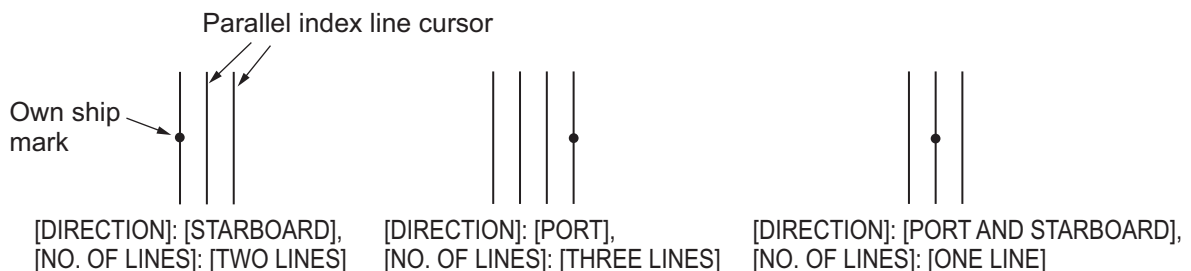 Parallel index line cursor
Own ship
mark
[DIRECTION]: [STARBOARD],
[NO. OF LINES]: [TWO LINES]
[DIRECTION]: [PORT],
[NO. OF LINES]: [THREE LINES]
[DIRECTION]: [PORT AND STARBOARD],
[NO. OF LINES]: [ONE LINE]